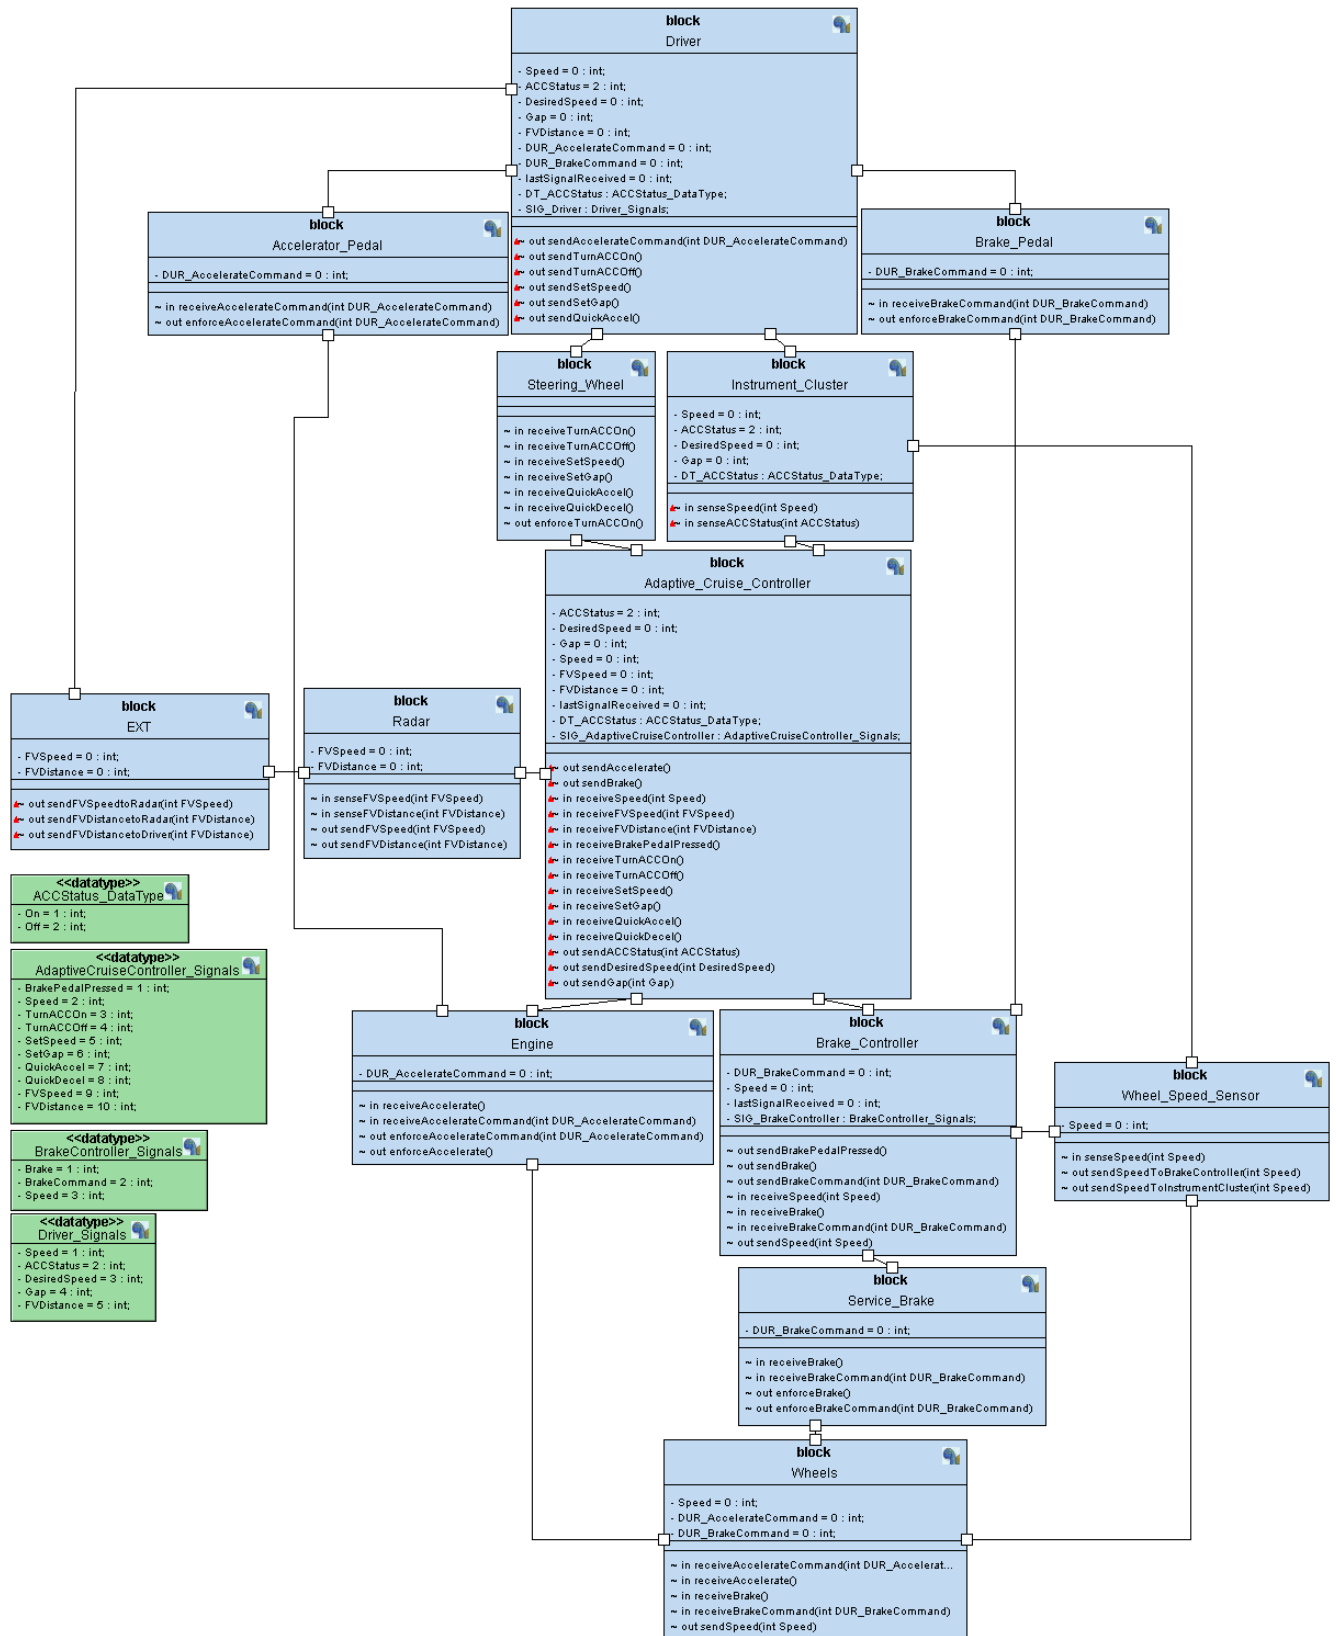 block
Driver
- Speed = 0 : int;
- ACCStatus = 2 : int;
- DesiredSpeed = 0 : int;
- Gap = 0 : int;
- FVDistance = 0 : int;
- DUR_AccelerateCommand = 0 : int;
- DUR_BrakeCommand = 0 : int;
- lastSignalReceived = 0 : int;
- DT_ACCStatus : ACCStatus_DataType;
- SIG_Driver : Driver_Signals;
~ out sendAccelerateCommand(int DUR_AccelerateCommand)
~ out sendTurnACCOn()
~ out sendTurnACCOff()
~ out sendSetSpeed()
~ out sendSetGap()
~ out sendQuickAccel()
block
Accelerator_Pedal
- DUR_AccelerateCommand = 0 : int;
~ in receiveAccelerateCommand(int DUR_AccelerateCommand)
~ out enforceAccelerateCommand(int DUR_AccelerateCommand)
block
Brake_Pedal
- DUR_BrakeCommand = 0 : int;
~ in receiveBrakeCommand(int DUR_BrakeCommand)
~ out enforceBrakeCommand(int DUR_BrakeCommand)
block
Steering_Wheel
~ in receiveTurnACCOn()
~ in receiveTurnACCOff()
~ in receiveSetSpeed()
~ in receiveSetGap()
~ in receiveQuickAccel()
~ in receiveQuickDecel()
~ out enforceTurnACCOn()
block
Instrument_Cluster
- Speed = 0 : int;
- ACCStatus = 2 : int;
- DesiredSpeed = 0 : int;
- Gap = 0 : int;
- DT_ACCStatus : ACCStatus_DataType;
~ in senseSpeed(int Speed)
~ in senseACCStatus(int ACCStatus)
block
Adaptive_Cruise_Controller
- ACCStatus = 2 : int;
- DesiredSpeed = 0 : int;
- Gap = 0 : int;
- Speed = 0 : int;
- FVSpeed = 0 : int;
- FVDistance = 0 : int;
- lastSignalReceived = 0 : int;
- DT_ACCStatus : ACCStatus_DataType;
- SIG_AdaptiveCruiseController : AdaptiveCruiseController_Signals;
~ out sendAccelerate()
~ out sendBrake()
~ in receiveSpeed(int Speed)
~ in receiveFVSpeed(int FVSpeed)
~ in receiveFVDistance(int FVDistance)
~ in receiveBrakePedalPressed()
~ in receiveTurnACCOn()
~ in receiveTurnACCOff()
~ in receiveSetSpeed()
~ in receiveSetGap()
~ in receiveQuickAccel()
~ in receiveQuickDecel()
~ out sendACCStatus(int ACCStatus)
~ out sendDesiredSpeed(int DesiredSpeed)
~ out sendGap(int Gap)
block
EXT
- FVSpeed = 0 : int;
- FVDistance = 0 : int;
~ out sendFVSpeedtoRadar(int FVSpeed)
~ out sendFVDistancetoRadar(int FVDistance)
~ out sendFVDistancetoDriver(int FVDistance)
block
Radar
- FVSpeed = 0 : int;
- FVDistance = 0 : int;
~ in senseFVSpeed(int FVSpeed)
~ in senseFVDistance(int FVDistance)
~ out sendFVSpeed(int FVSpeed)
~ out sendFVDistance(int FVDistance)
<<datatype>>
ACCStatus_DataType
- On = 1 : int;
- Off = 2 : int;
<<datatype>>
AdaptiveCruiseController_Signals
- BrakePedalPressed = 1 : int;
- Speed = 2 : int;
- TurnACCOn = 3 : int;
- TurnACCOff = 4 : int;
- SetSpeed = 5 : int;
- SetGap = 6 : int;
- QuickAccel = 7 : int;
- QuickDecel = 8 : int;
- FVSpeed = 9 : int;
- FVDistance = 10 : int;
<<datatype>>
BrakeController_Signals
- Brake = 1 : int;
- BrakeCommand = 2 : int;
- Speed = 3 : int;
<<datatype>>
Driver_Signals
- Speed = 1 : int;
- ACCStatus = 2 : int;
- DesiredSpeed = 3 : int;
- Gap = 4 : int;
- FVDistance = 5 : int;
block
Engine
- DUR_AccelerateCommand = 0 : int;
~ in receiveAccelerate()
~ in receiveAccelerateCommand(int DUR_AccelerateCommand)
~ out enforceAccelerateCommand(int DUR_AccelerateCommand)
~ out enforceAccelerate()
block
Brake_Controller
- DUR_BrakeCommand = 0 : int;
- Speed = 0 : int;
- lastSignalReceived = 0 : int;
- SIG_BrakeController : BrakeController_Signals;
~ out sendBrakePedalPressed()
~ out sendBrake()
~ out sendBrakeCommand(int DUR_BrakeCommand)
~ in receiveSpeed(int Speed)
~ in receiveBrake()
~ in receiveBrakeCommand(int DUR_BrakeCommand)
~ out sendSpeed(int Speed)
block
Wheel_Speed_Sensor
- Speed = 0 : int;
~ in senseSpeed(int Speed)
~ out sendSpeedToBrakeController(int Speed)
~ out sendSpeedToInstrumentCluster(int Speed)
block
Service_Brake
- DUR_BrakeCommand = 0 : int;
~ in receiveBrake()
~ in receiveBrakeCommand(int DUR_BrakeCommand)
~ out enforceBrake()
~ out enforceBrakeCommand(int DUR_BrakeCommand)
block
Wheels
- Speed = 0 : int;
- DUR_AccelerateCommand = 0 : int;
- DUR_BrakeCommand = 0 : int;
~ in receiveAccelerateCommand(int DUR_Accelerat...
~ in receiveAccelerate()
~ in receiveBrake()
~ in receiveBrakeCommand(int DUR_BrakeCommand)
~ out sendSpeed(int Speed)